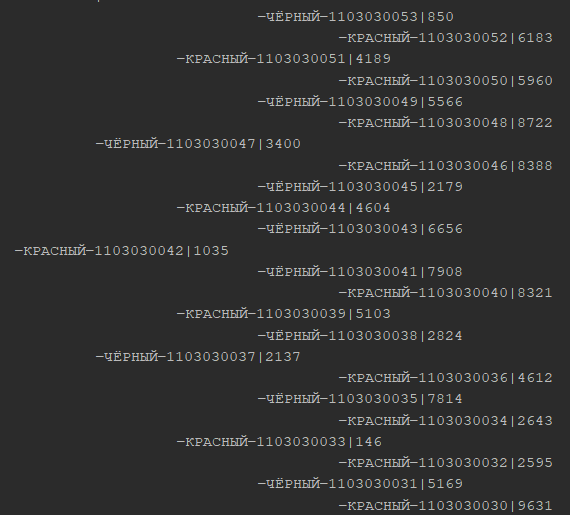 —ЧЁРНЫЙ—1103030053|850
—КРАСНЫЙ—1103030052|6183
—КРАСНЫЙ—1103030051|4189
—КРАСНЫЙ—1103030050|5960
—ЧЁРНЫЙ—1103030049|5566
—КРАСНЫЙ—1103030048|8722
—ЧЁРНЫЙ—1103030047|3400
—КРАСНЫЙ—1103030046|8388
—ЧЁРНЫЙ—1103030045|2179
—КРАСНЫЙ—1103030044|4604
—ЧЁРНЫЙ—1103030043|6656
—КРАСНЫЙ—1103030042|1035
—ЧЁРНЫЙ—1103030041|7908
—КРАСНЫЙ—1103030040|8321
—КРАСНЫЙ—1103030039|5103
—ЧЁРНЫЙ—1103030038|2824
—ЧЁРНЫЙ—1103030037|2137
—КРАСНЫЙ—1103030036|4612
—ЧЁРНЫЙ—1103030035|7814
—КРАСНЫЙ—1103030034|2643
—КРАСНЫЙ—1103030033|146
—КРАСНЫЙ—1103030032|2595
—ЧЁРНЫЙ—1103030031|5169
—КРАСНЫЙ—1103030030|9631